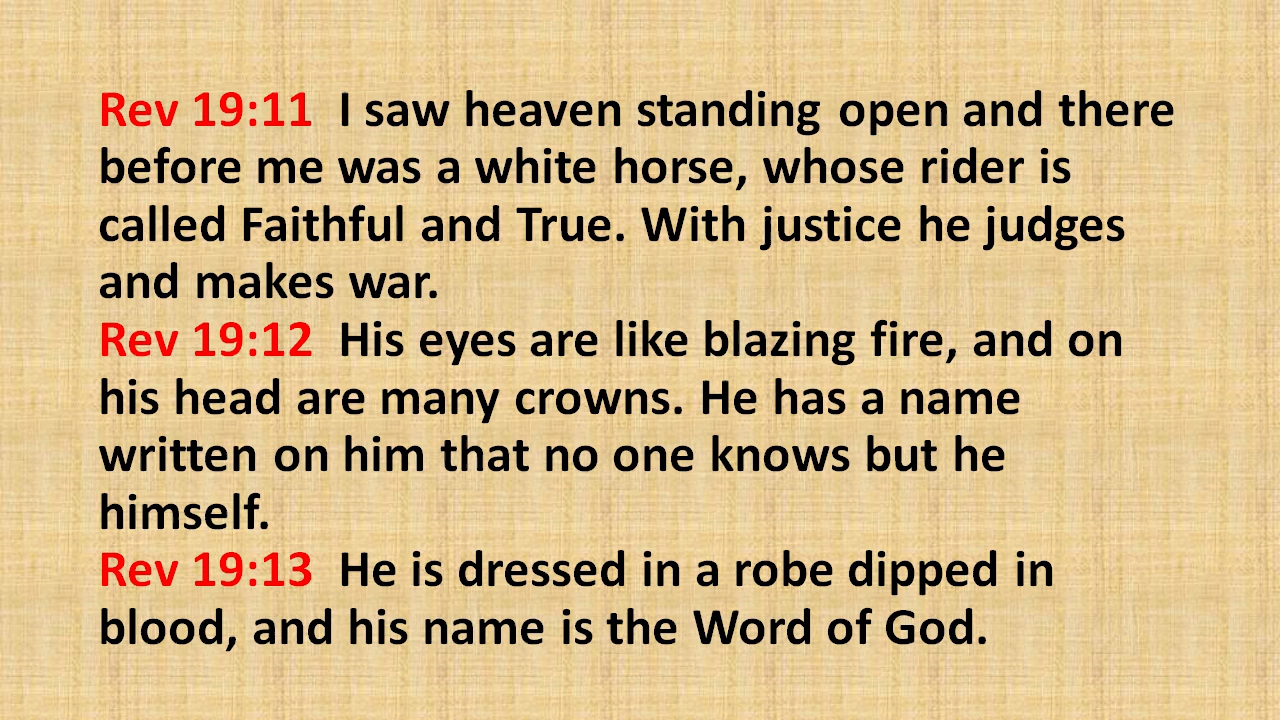 Rev 19:11  I saw heaven standing open and there
before me was a white horse, whose rider is
called Faithful and True. With justice he judges
and makes war.
Rev 19:12  His eyes are like blazing fire, and on
his head are many crowns. He has a name
written on him that no one knows but he
himself.
Rev 19:13  He is dressed in a robe dipped in
blood, and his name is the Word of God.